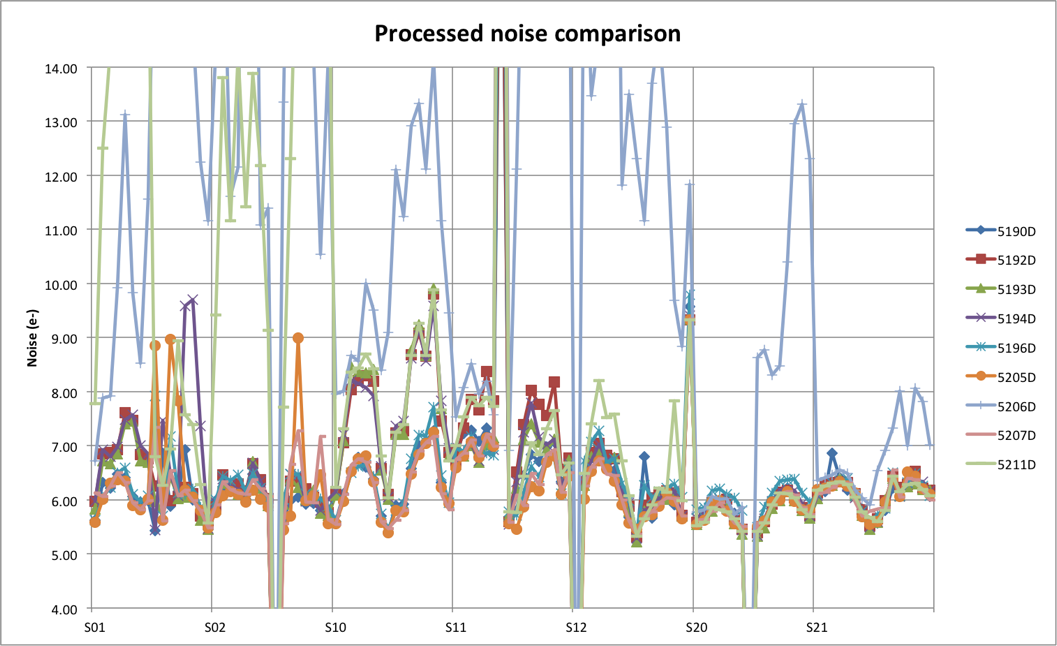 Processed noise comparison
14.00
13.00
12.00
11.00
10.00
9.00
8.00
7.00
6.00
5.00
4.00
Noise (e-)
S01 S02 S10 S11 S12 S20 S21
5190D
5192D
5193D
5194D
5196D
5205D
5206D
5207D
5211D